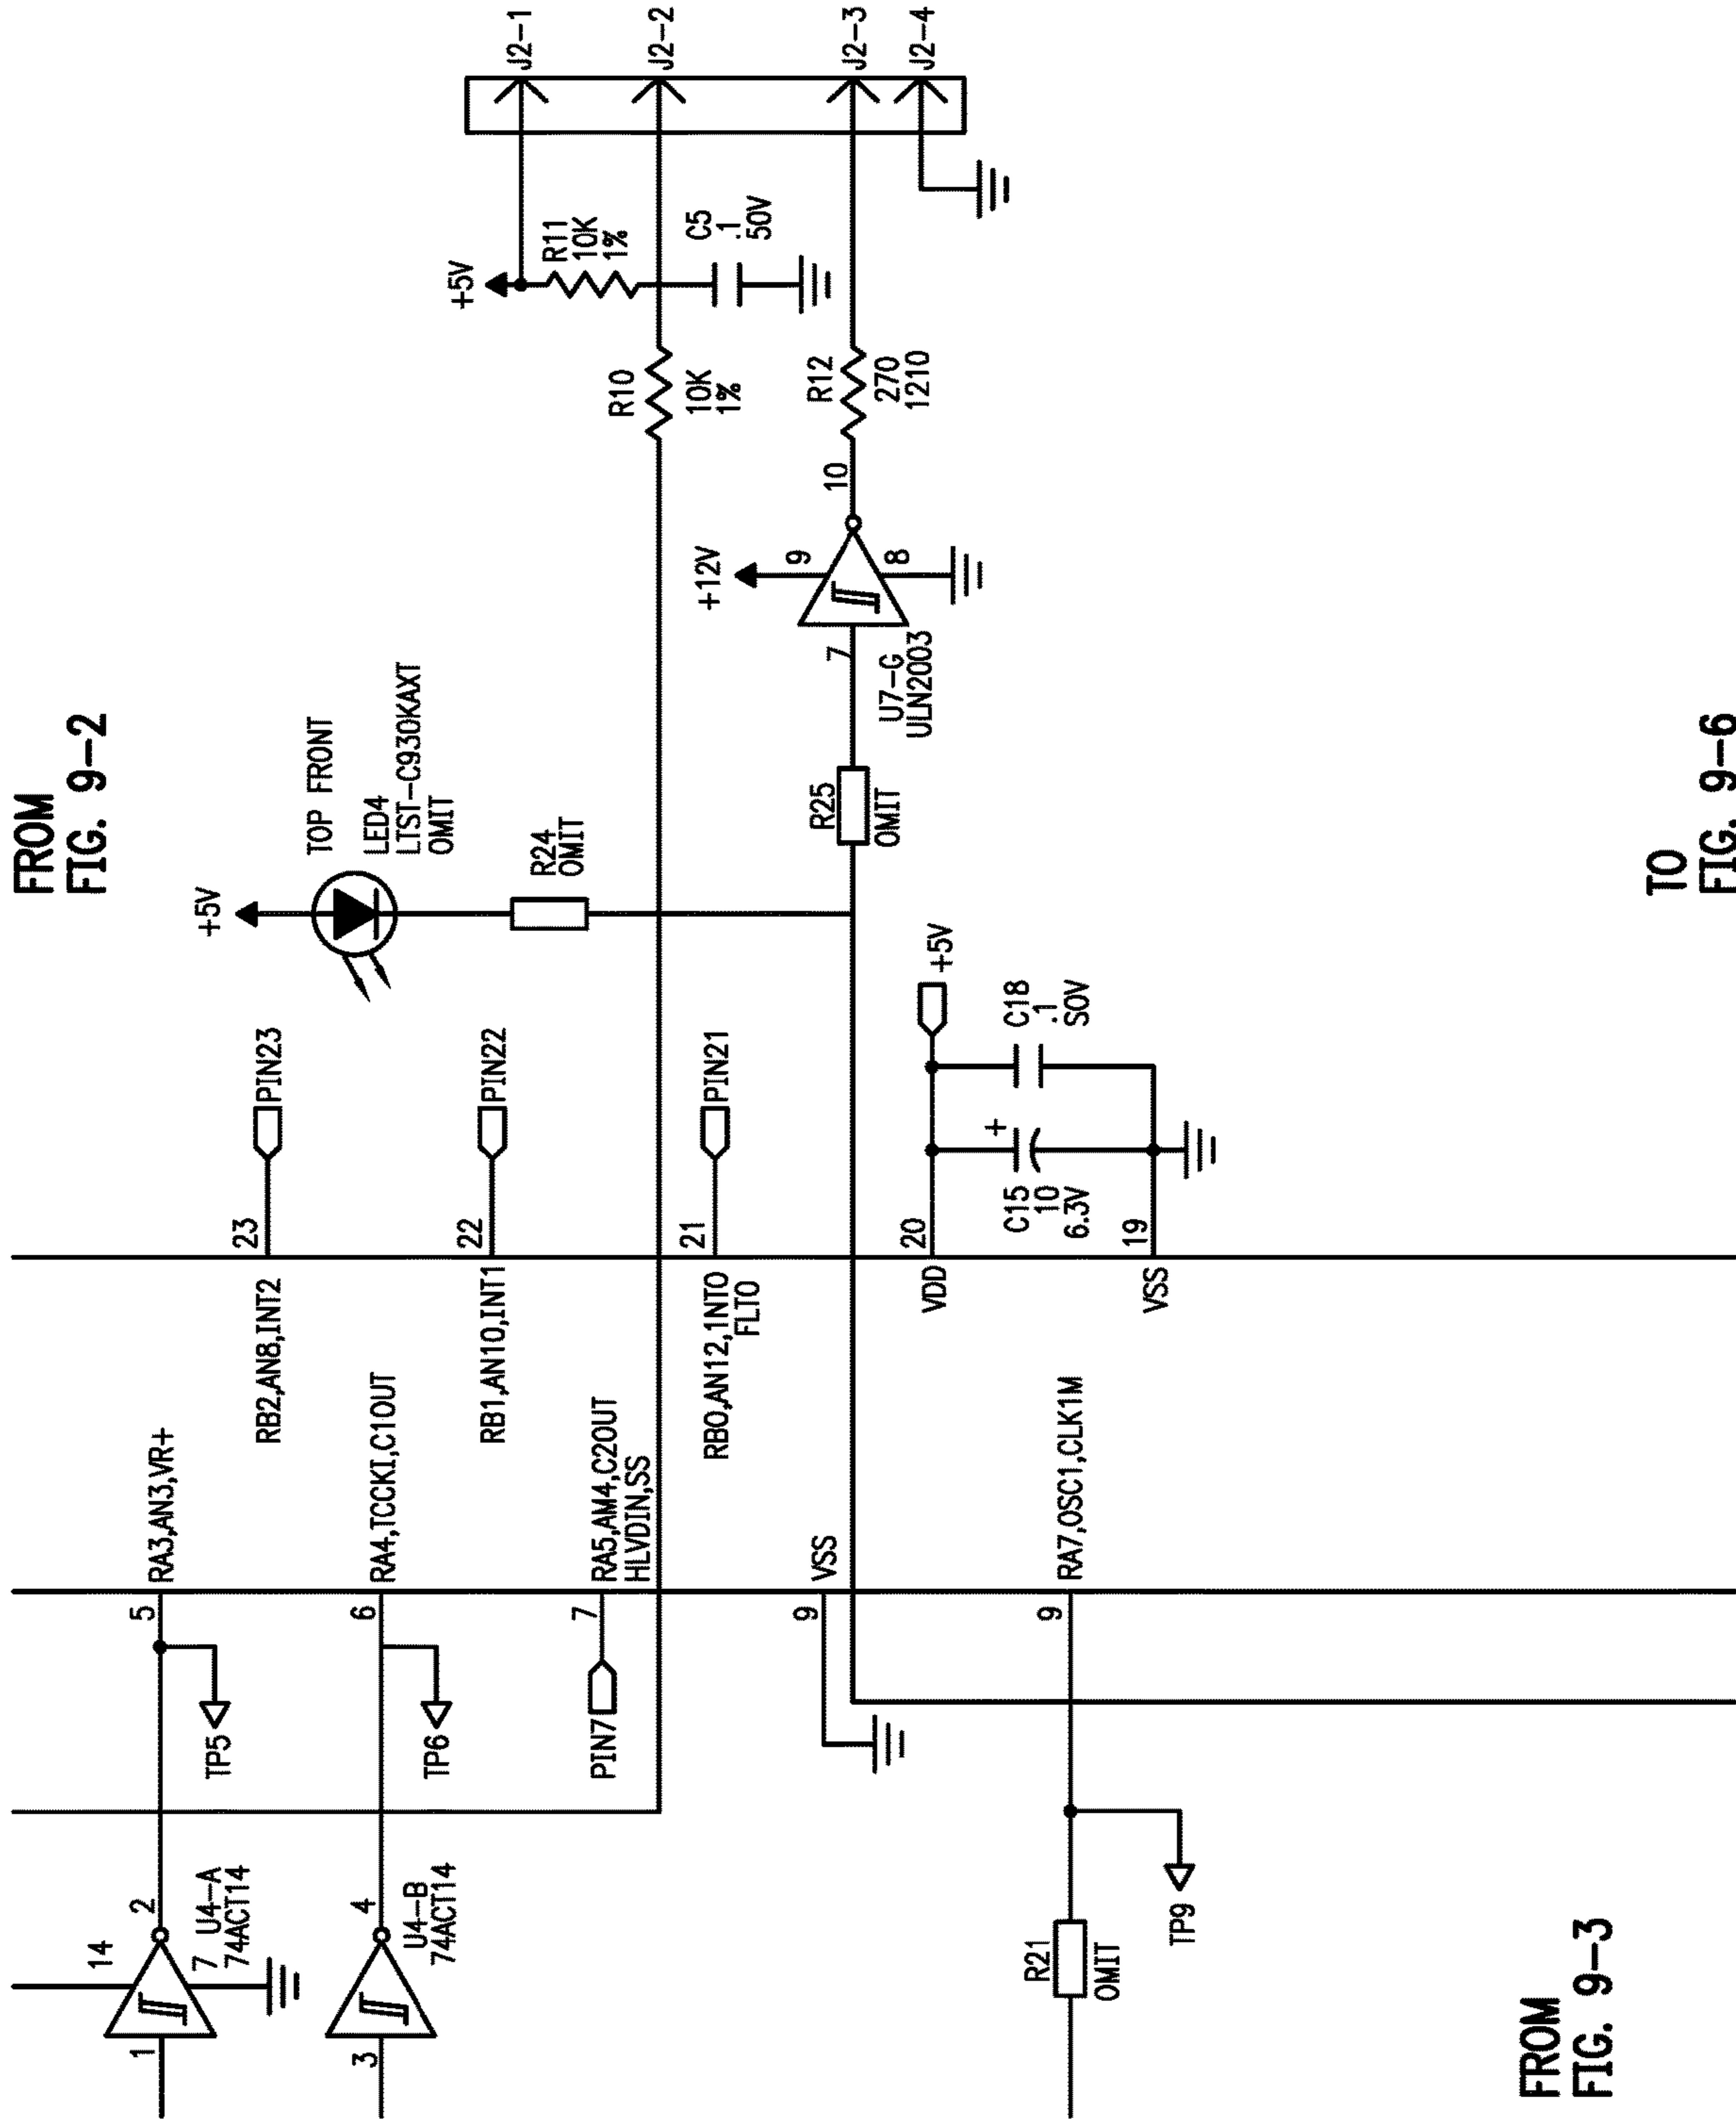 FROM
FIG. 9-2
J2-1
J2-2
J2-3
J2-4
+5V
R11
10K
1%
C5
.1
50V
R10
10K
1%
R12
270
1210
10
+12V
9
8
7
U7-G
ULN2003
TOP FRONT
LED4
LTST-C930KAXT
OMIT
+5V
R24
OMIT
R25
OMIT
PIN23
23
RB2,AN8,INT2
PIN22
22
RB1,AN10,INT1
PIN21
21
RB0,AN12,1NT0
FLT0
+5V
20
VDD
C18
.1
SOV
+
C15
10
6.3V
19
VSS
RA3,AN3,VR+
5
TP5
RA4,TCCKI,C1OUT
6
TP6
RA5,AM4,C2OUT
HLVDIN,SS
7
PIN7
VSS
9
RA7,OSC1,CLK1M
9
14
2
U4-A
74ACT14
7
1
4
U4-B
74ACT14
3
R21
OMIT
TP9
FROM
FIG. 9-3
TO
FIG. 9-6